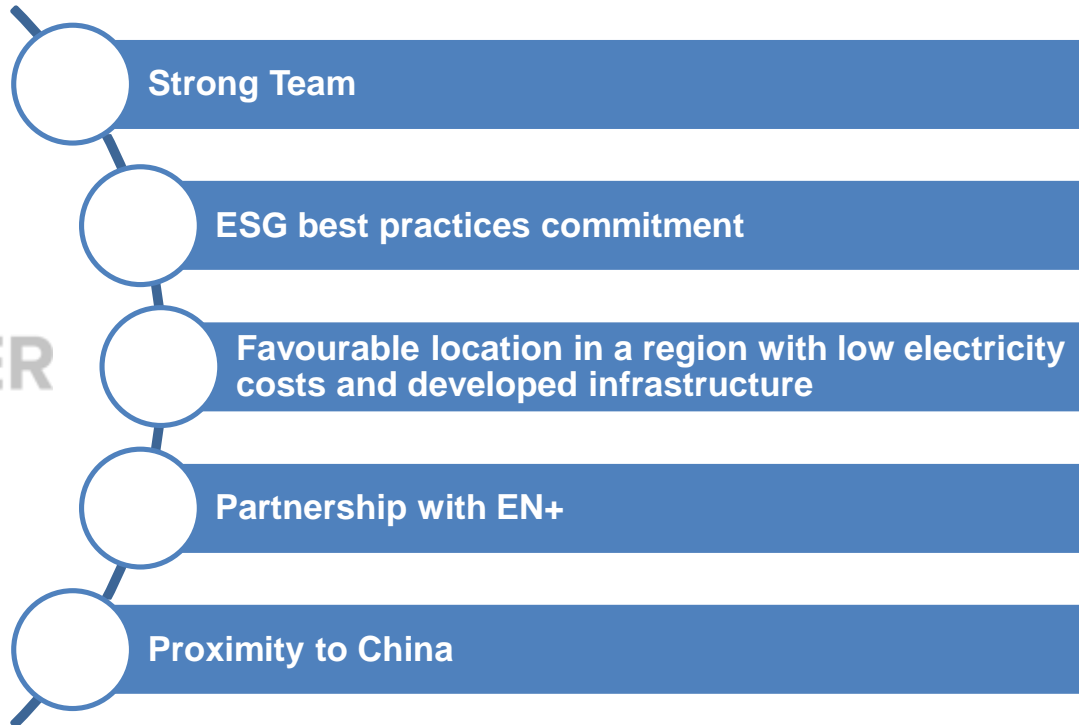 Strong Team
ESG best practices commitment
ER
Favourable location in a region with low electricity
costs and developed infrastructure
Partnership with EN+
Proximity to China